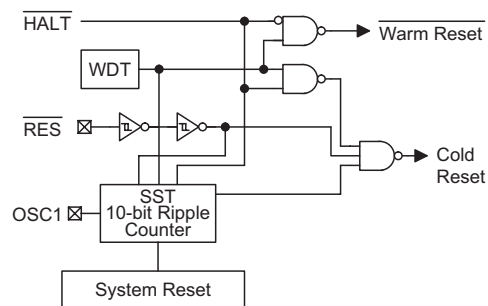 HALT
Warm Reset
WDT
RES
Cold
Reset
SST
10-bit Ripple
Counter
OSC1
System Reset